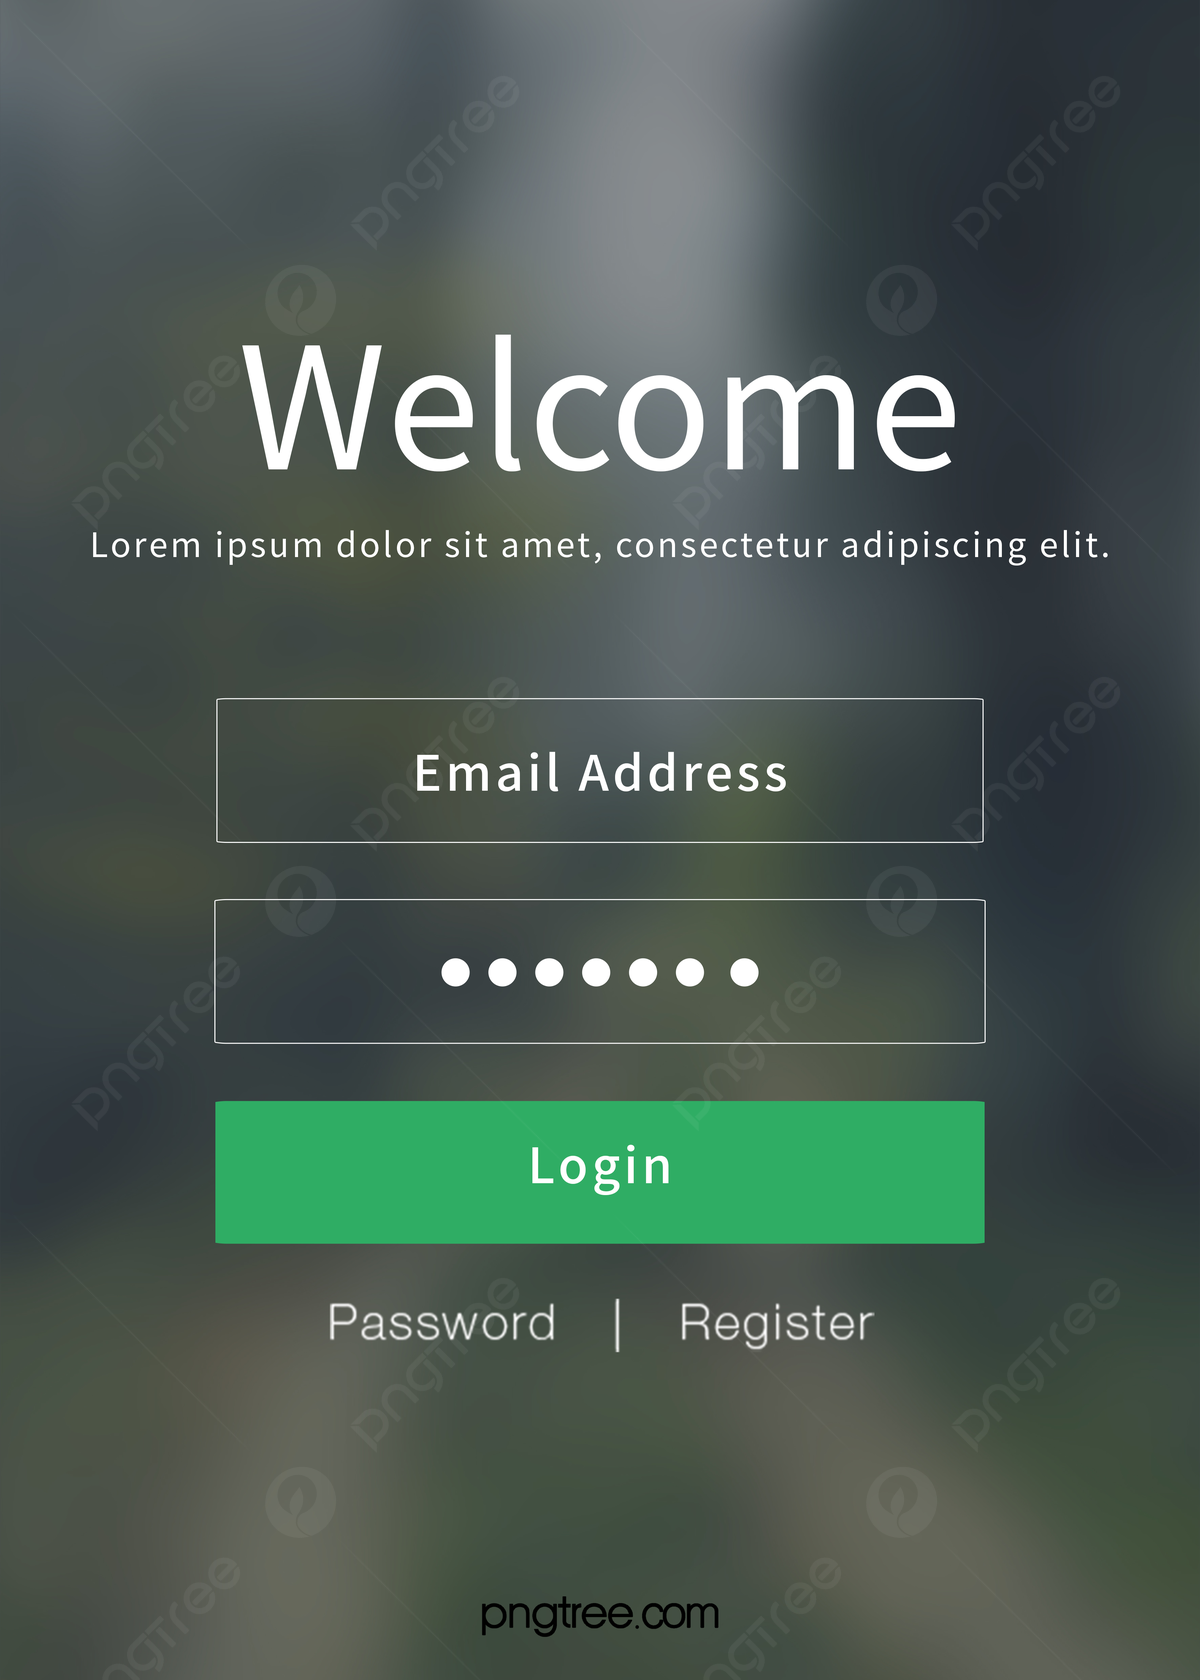 Welcome
Lorem ipsum dolor sit amet, consectetur adipiscing elit.
Email Address
●●●●●●●
Login
Password | Register
pngtree.com